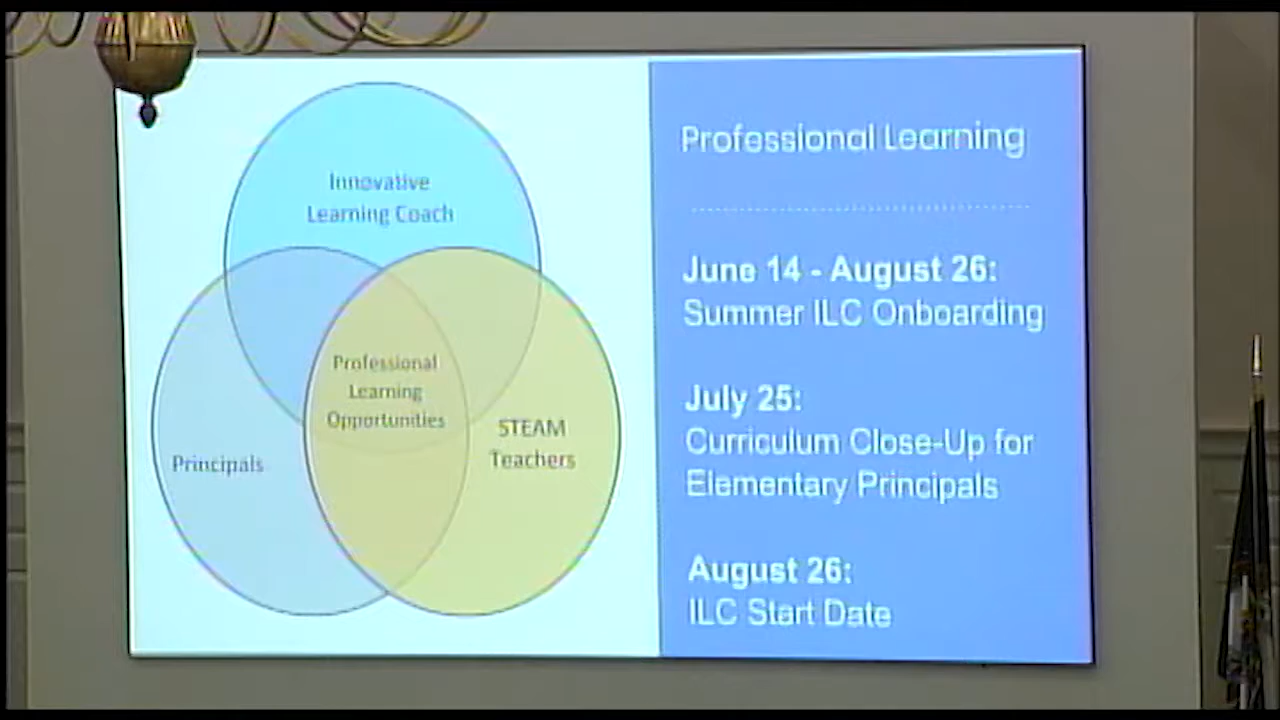 Innovative
Learning Coach
Professional
Learning
Opportunities
STEAM
Teachers
Principals
Professional Learning
June 14 - August 26:
Summer ILC Onboarding
July 25:
Curriculum Close-Up for
Elementary Principals
August 26:
ILC Start Date